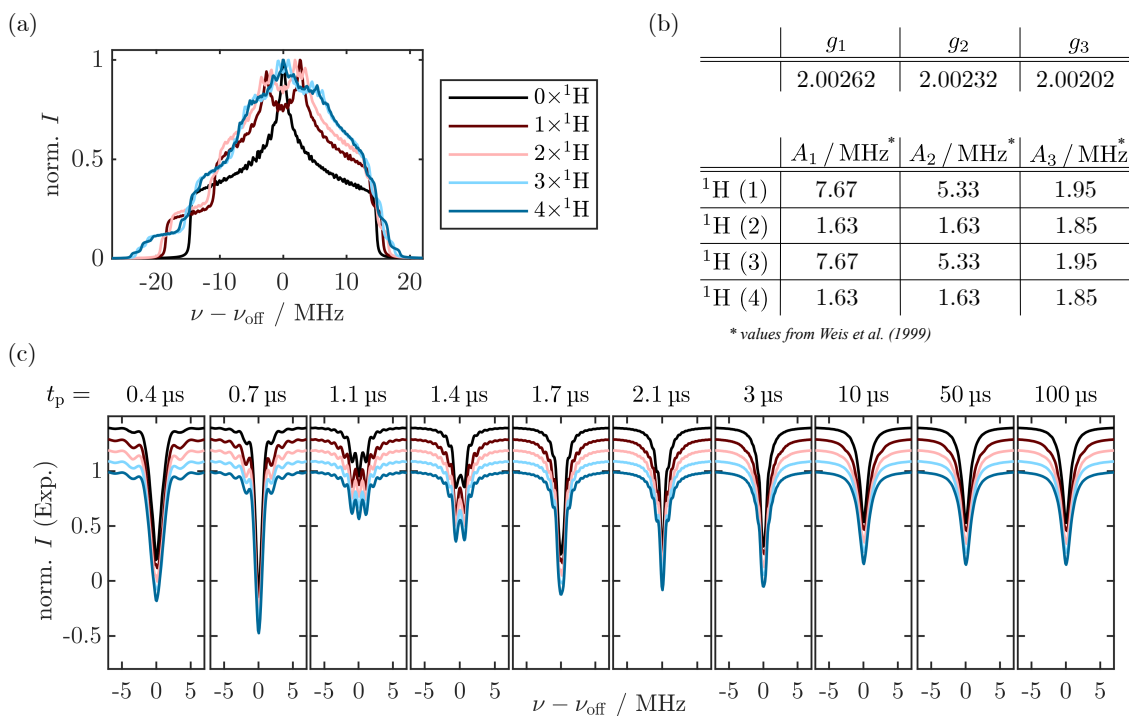 (a)
norm. I
1
0.5
0
-20 -10 0 10 20
ν − ν_off / MHz
0×¹H
1×¹H
2×¹H
3×¹H
4×¹H
(b)
g₁ g₂ g₃
2.00262 2.00232 2.00202
A₁ / MHz* A₂ / MHz* A₃ / MHz*
¹H (1) 7.67 5.33 1.95
¹H (2) 1.63 1.63 1.85
¹H (3) 7.67 5.33 1.95
¹H (4) 1.63 1.63 1.85
* values from Weis et al. (1999)
(c)
t_p = 0.4 µs 0.7 µs 1.1 µs 1.4 µs 1.7 µs 2.1 µs 3 µs 10 µs 50 µs 100 µs
norm. I (Exp.)
1
0.5
0
-0.5
-5 0 5 -5 0 5 -5 0 5 -5 0 5 -5 0 5 -5 0 5 -5 0 5 -5 0 5 -5 0 5 -5 0 5
ν − ν_off / MHz